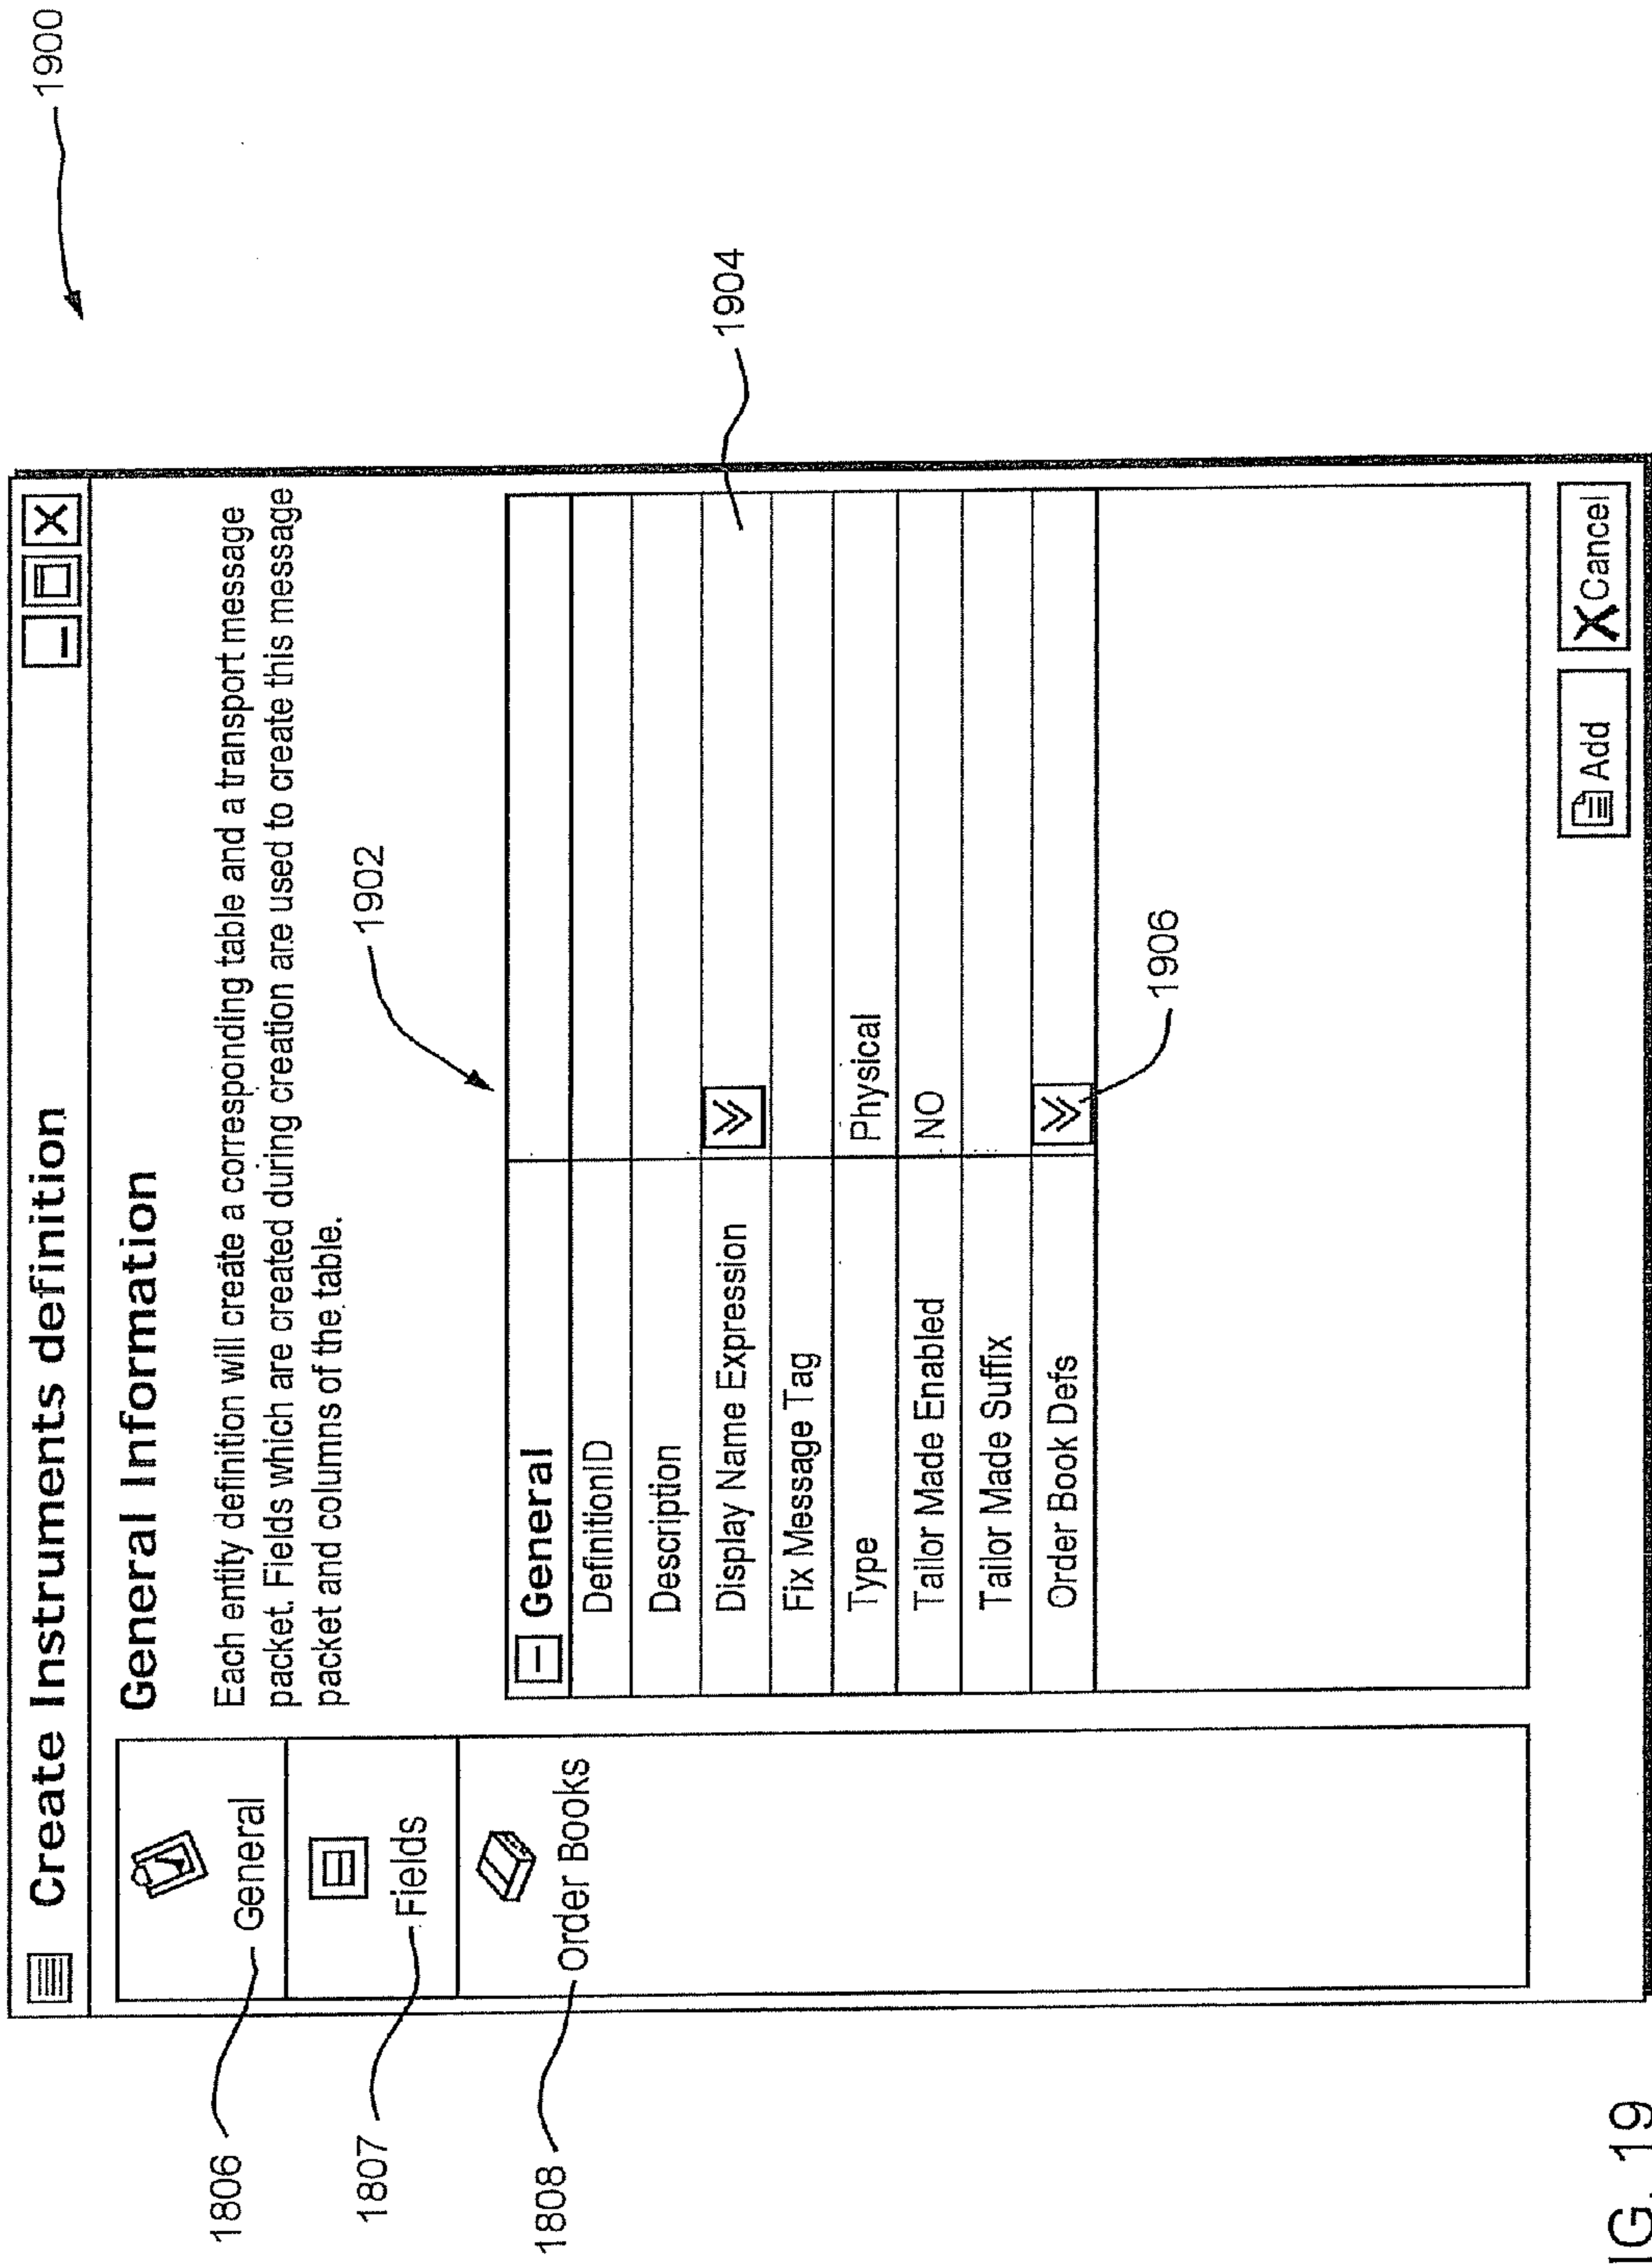 1900
Create Instruments definition
General Information
Each entity definition will create a corresponding table and a transport message
packet. Fields which are created during creation are used to create this message
packet and columns of the table.
1806
General
1807
Fields
1808
Order Books
1902
General
DefinitionID
Description
Display Name Expression
1904
Fix Message Tag
Type Physical
Tailor Made Enabled NO
Tailor Made Suffix
Order Book Defs
1906
Add
Cancel
IG. 19